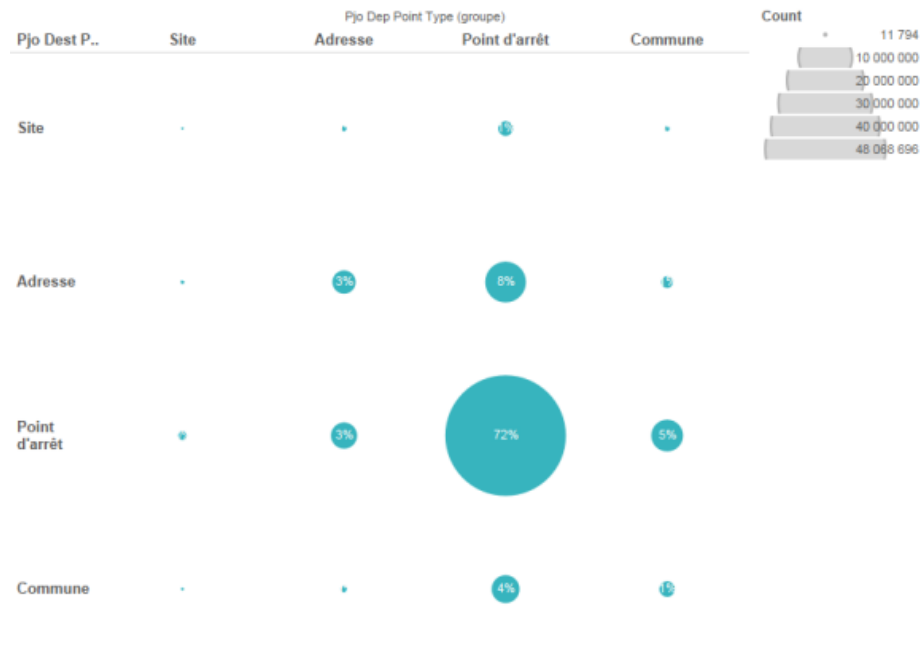 Pjo Dep Point Type (groupe)
Pjo Dest P.. Site Adresse Point d'arrêt Commune
Count
11 794
10 000 000
20 000 000
30 000 000
40 000 000
48 068 696
Site
Adresse 3% 8%
Point
d'arrêt 3% 72% 5%
Commune 4% 1%